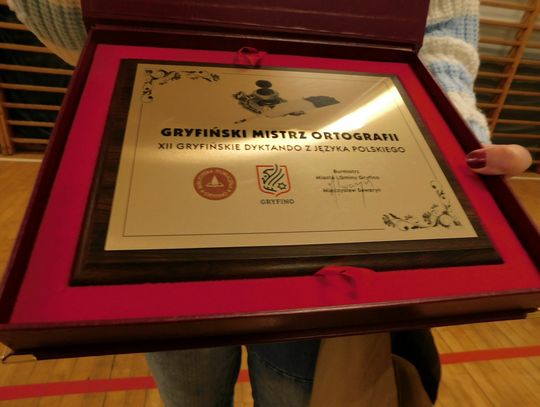 GRYFIŃSKI MISTRZ ORTOGRAFII
XII GRYFIŃSKIE DYKTANDO Z JĘZYKA POLSKIEGO
GRYFINO
Burmistrz
Miasta i Gminy Gryfino
Mieczysław Sawaryn